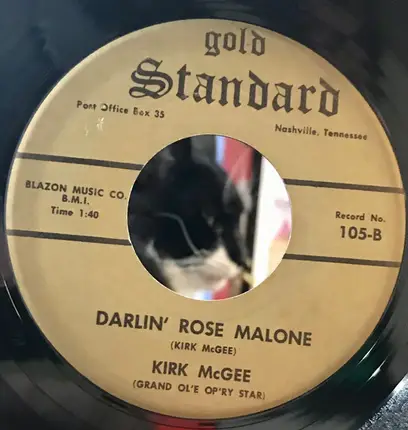 gold
Standard
Post Office Box 35
Nashville, Tennessee
BLAZON MUSIC CO.
B.M.I.
Time 1:40
Record No.
105-B
DARLIN' ROSE MALONE
(KIRK McGEE)
KIRK McGEE
(GRAND OL'E OP'RY STAR)